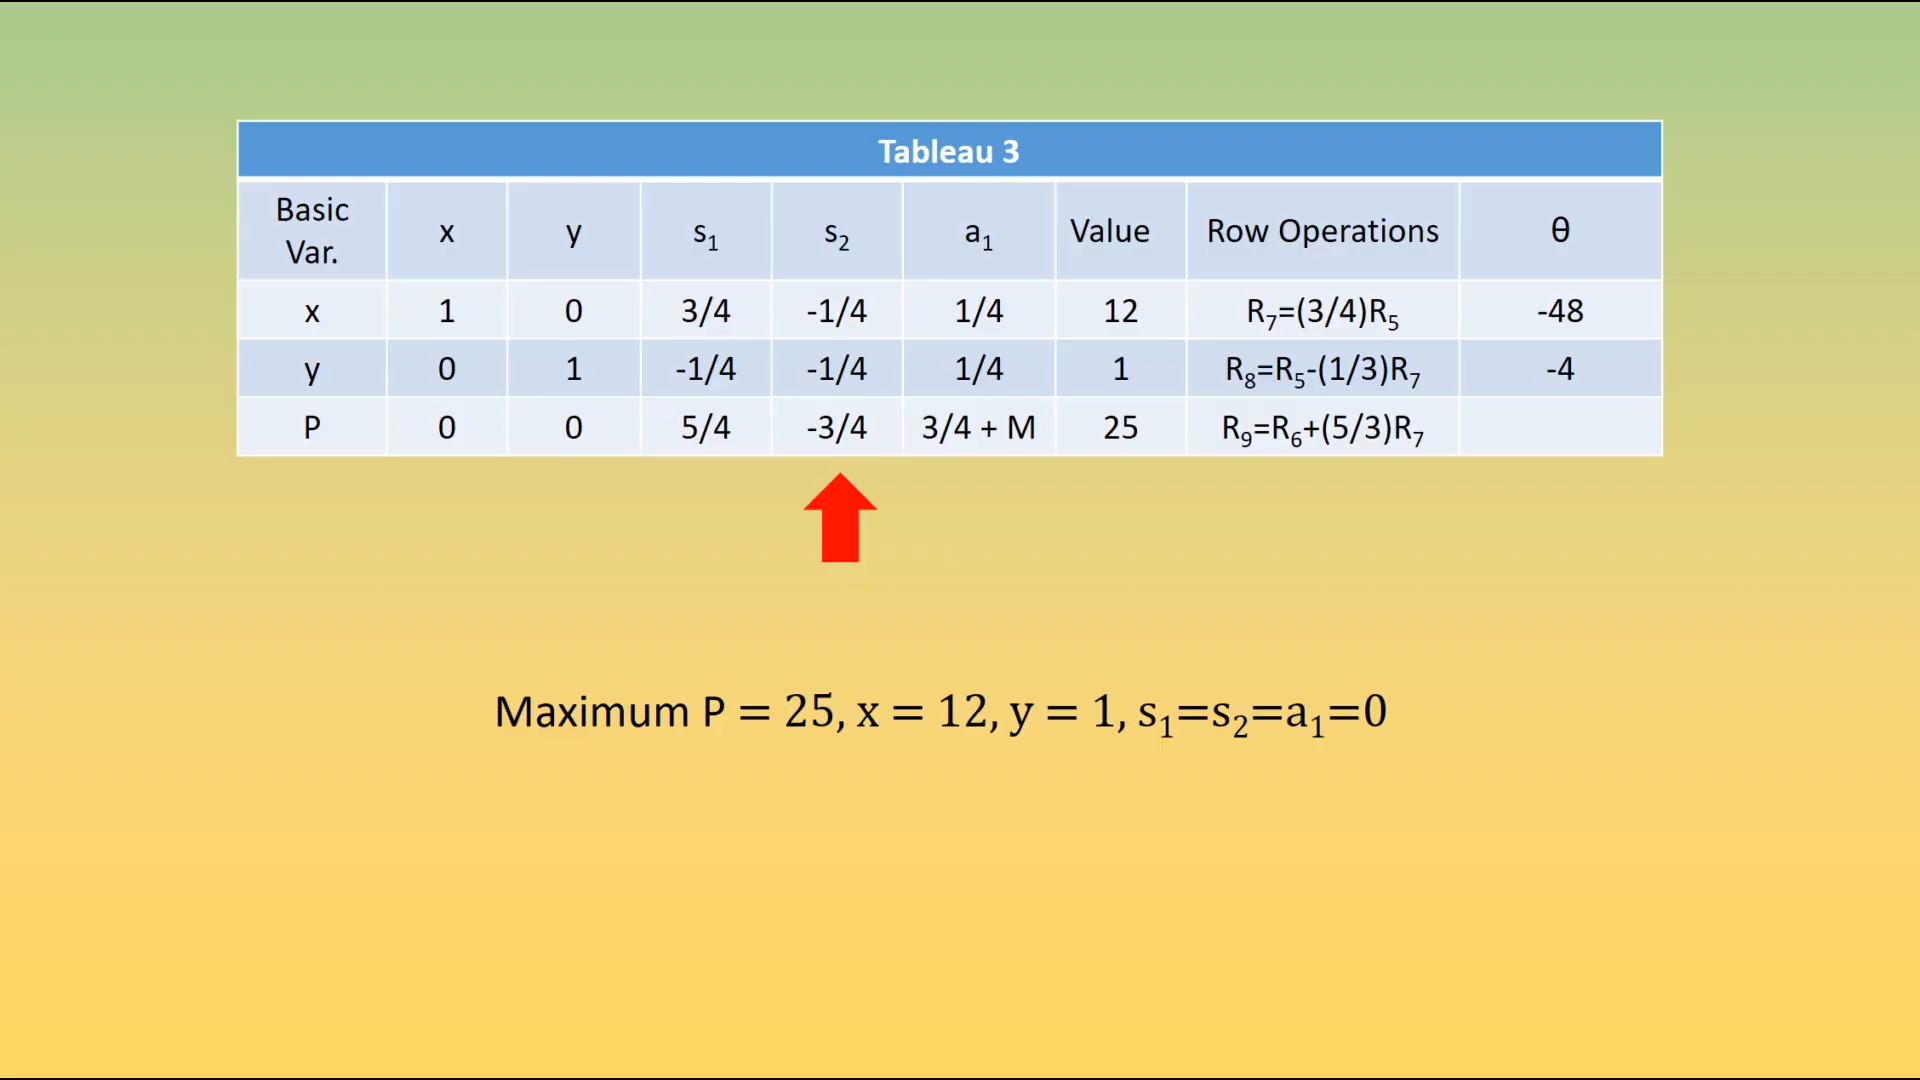 Tableau 3
Basic Var. x y s₁ s₂ a₁ Value Row Operations θ
x 1 0 3/4 -1/4 1/4 12 R₇=(3/4)R₅ -48
y 0 1 -1/4 -1/4 1/4 1 R₈=R₅-(1/3)R₇ -4
P 0 0 5/4 -3/4 3/4 + M 25 R₉=R₆+(5/3)R₇
Maximum P = 25, x = 12, y = 1, s₁=s₂=a₁=0